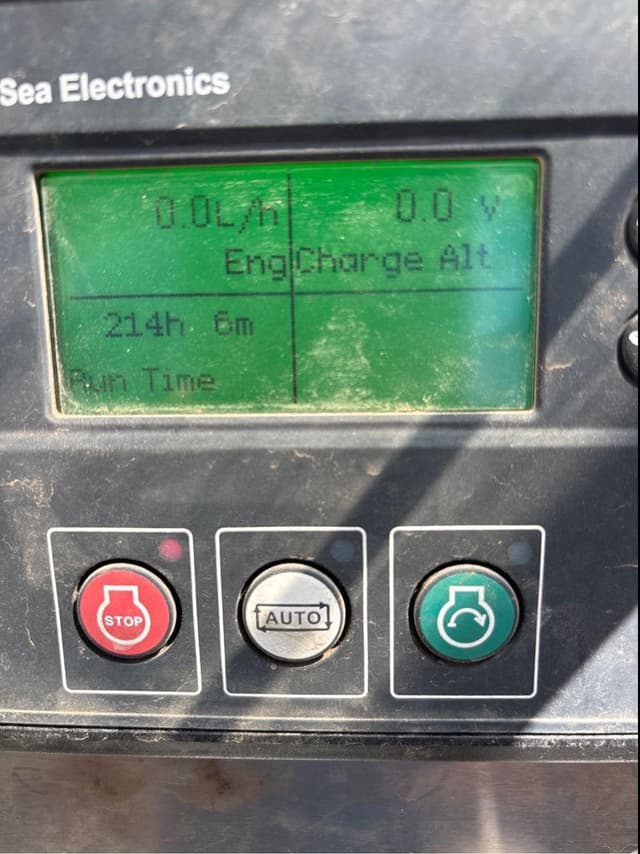 Sea Electronics
0.0L/h 0.0 V
Eng Charge Alt
214h 6m
Run Time
STOP
AUTO